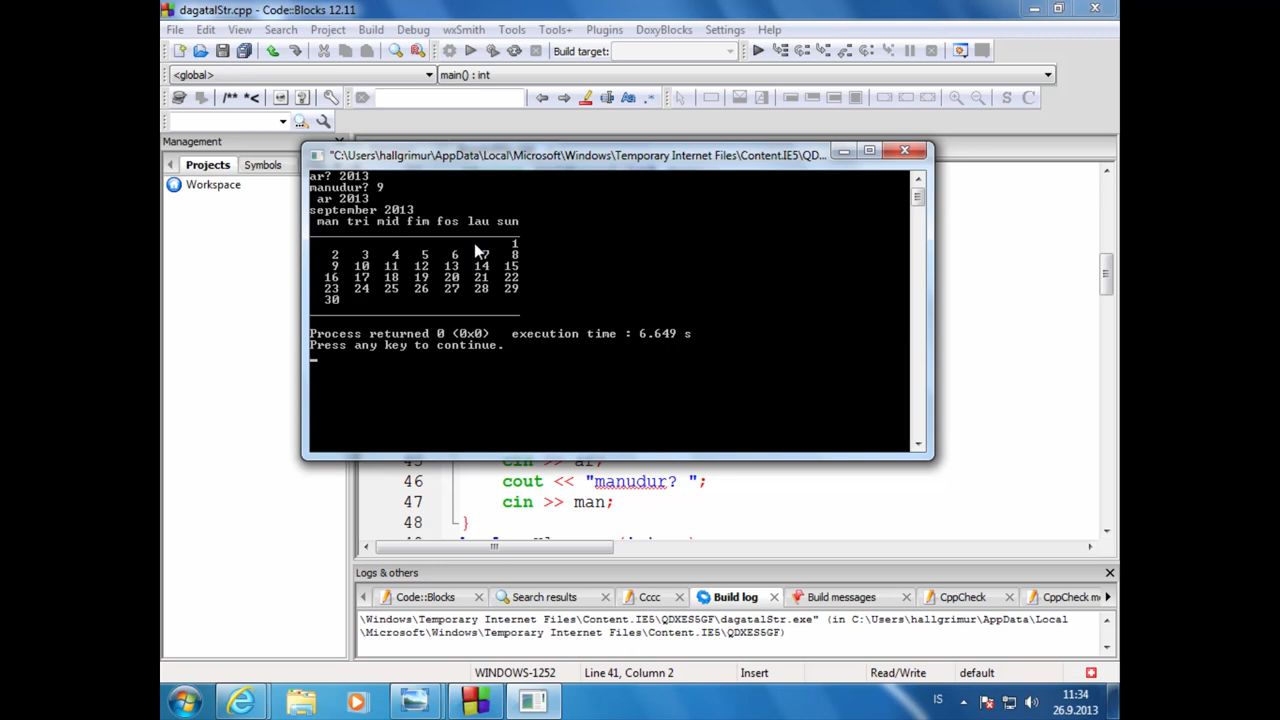 dagatalStr.cpp - Code::Blocks 12.11
File Edit View Search Project Build Debug wxSmith Tools Tools+ Plugins DoxyBlocks Settings Help
Build target:
<global> main() : int
/** *<
S C
Management
Projects Symbols
Workspace
"C:\Users\hallgrimur\AppData\Local\Microsoft\Windows\Temporary Internet Files\Content.IE5\QD...
ar? 2013
manudur? 9
ar 2013
september 2013
man tri mid fim fos lau sun
1
2 3 4 5 6 7 8
9 10 11 12 13 14 15
16 17 18 19 20 21 22
23 24 25 26 27 28 29
30
Process returned 0 (0x0) execution time : 6.649 s
Press any key to continue.
45 cin >> ar;
46 cout << "manudur? ";
47 cin >> man;
48 }
Logs & others
Code::Blocks Search results Cccc Build log Build messages CppCheck CppCheck me
\Windows\Temporary Internet Files\Content.IE5\QDXES5GF\dagatalStr.exe" (in C:\Users\hallgrimur\AppData\Local
\Microsoft\Windows\Temporary Internet Files\Content.IE5\QDXES5GF)
WINDOWS-1252 Line 41, Column 2 Insert Read/Write default
IS 11:34
26.9.2013